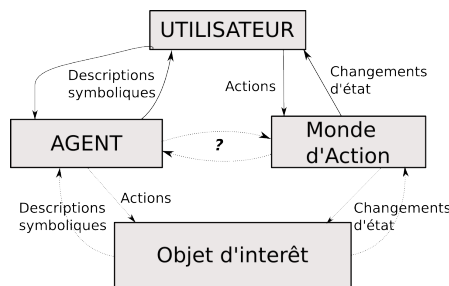 UTILISATEUR
Descriptions
symboliques
Actions
Changements
d'état
AGENT
?
Monde
d'Action
Descriptions
symboliques
Actions
Changements
d'état
Objet d'interêt